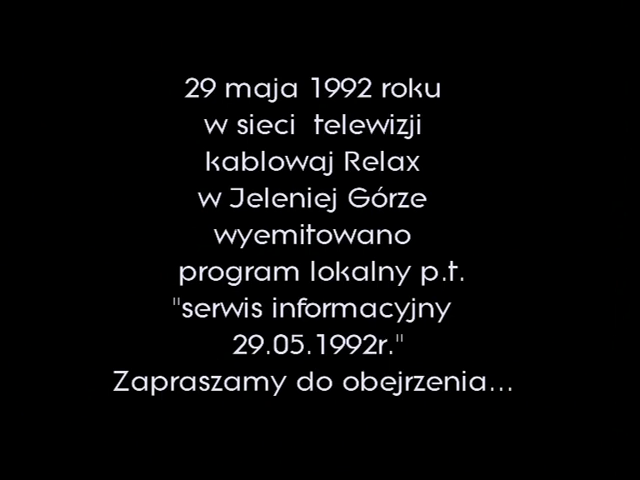 29 maja 1992 roku
w sieci telewizji
kablowaj Relax
w Jeleniej Górze
wyemitowano
program lokalny p.t.
"serwis informacyjny
29.05.1992r."
Zapraszamy do obejrzenia...